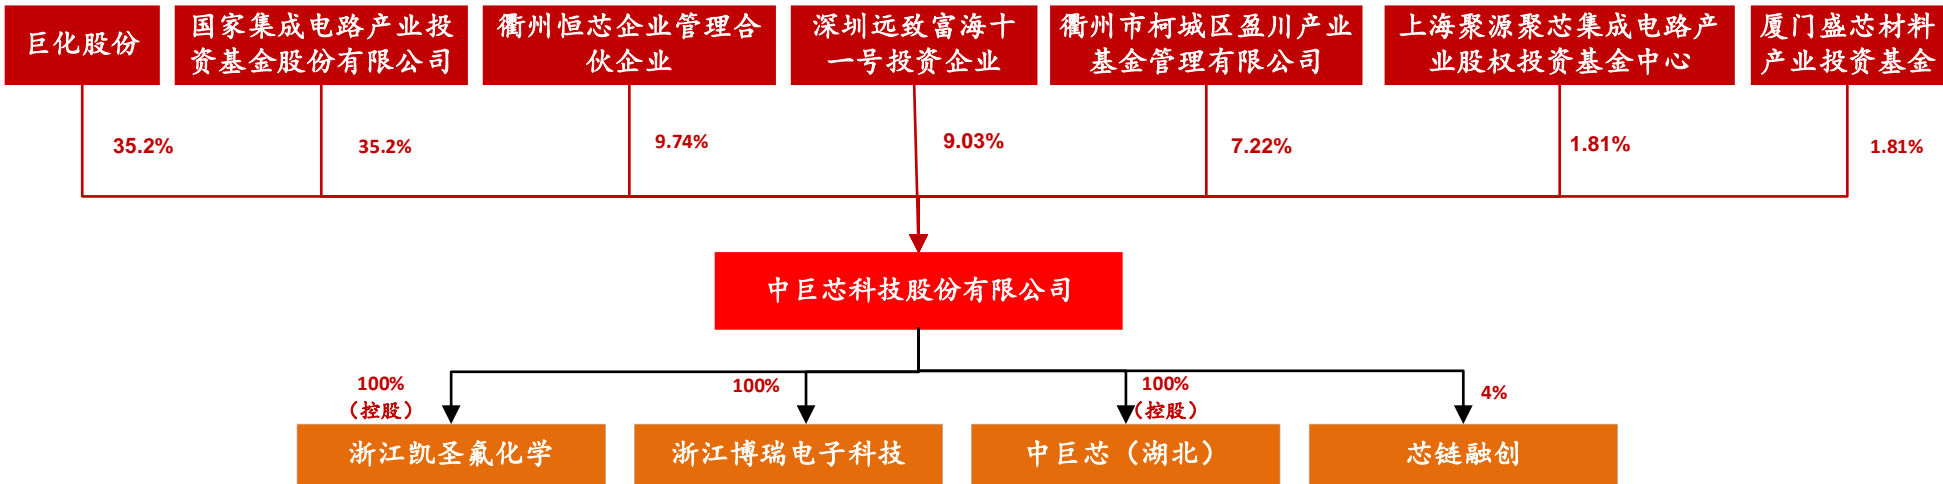 巨化股份
国家集成电路产业投
资基金股份有限公司
衢州恒芯企业管理合
伙企业
深圳远致富海十
一号投资企业
衢州市柯城区盈川产业
基金管理有限公司
上海聚源聚芯集成电路产
业股权投资基金中心
厦门盛芯材料
产业投资基金
35.2%
35.2%
9.74%
9.03%
7.22%
1.81%
1.81%
中巨芯科技股份有限公司
100%
（控股）
100%
100%
（控股）
4%
浙江凯圣氟化学
浙江博瑞电子科技
中巨芯（湖北）
芯链融创